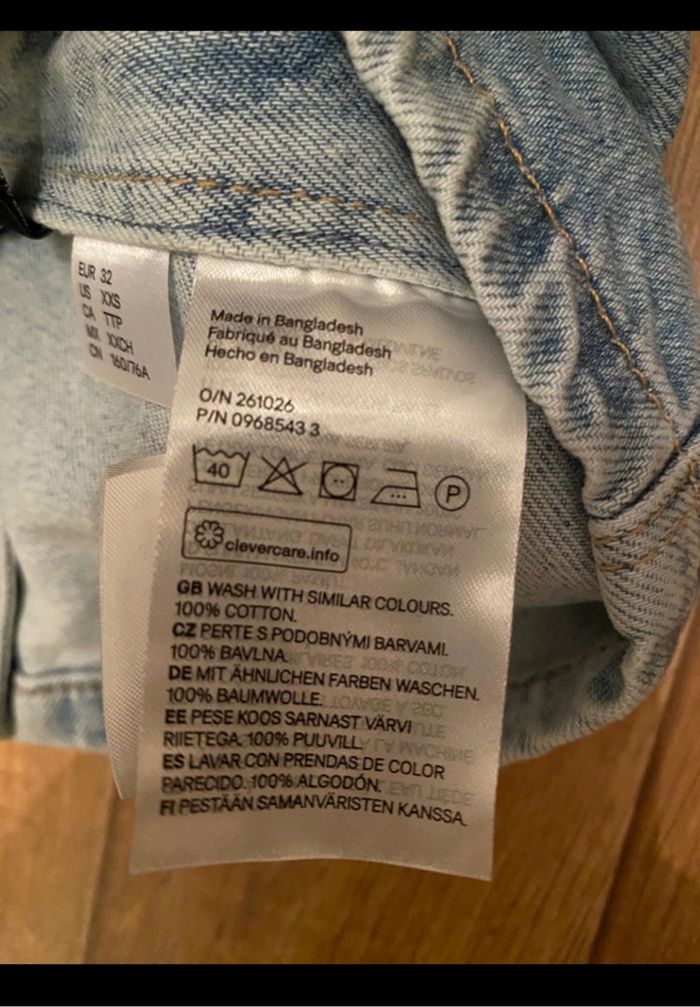 EUR 32
US XXS
CA TTP
MX XXCH
CN 160/76A
Made in Bangladesh
Fabriqué au Bangladesh
Hecho en Bangladesh
O/N 261026
P/N 0968543 3
40
P
clevercare.info
GB WASH WITH SIMILAR COLOURS.
100% COTTON.
CZ PERTE S PODOBNÝMI BARVAMI.
100% BAVLNA.
DE MIT ÄHNLICHEN FARBEN WASCHEN.
100% BAUMWOLLE.
EE PESE KOOS SARNAST VÄRVI
RIIETEGA. 100% PUUVILL.
ES LAVAR CON PRENDAS DE COLOR
PARECIDO. 100% ALGODÓN.
FI PESTÄÄN SAMANVÄRISTEN KANSSA.